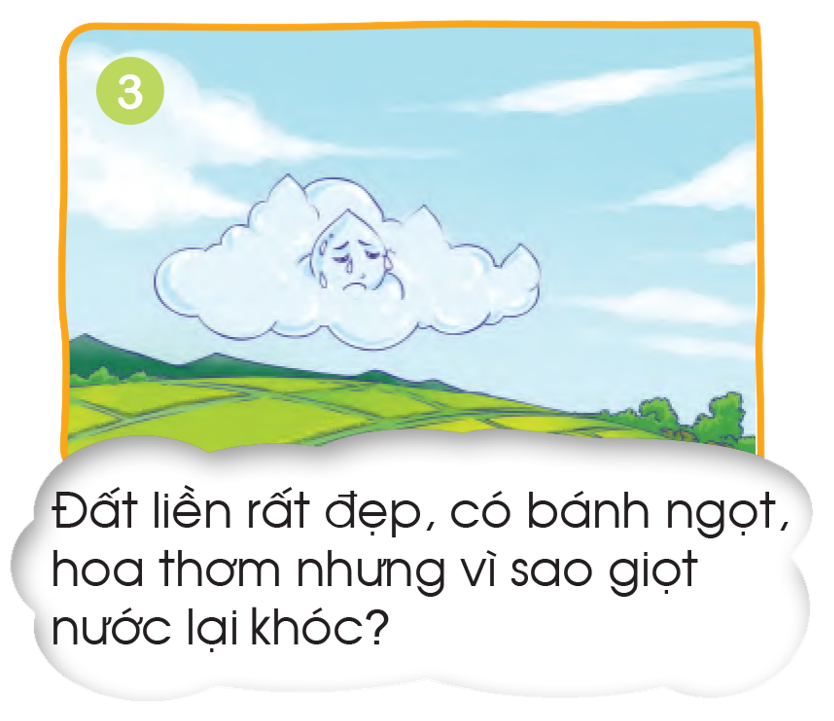 3
Đất liền rất đẹp, có bánh ngọt,
hoa thơm nhưng vì sao giọt
nước lại khóc?